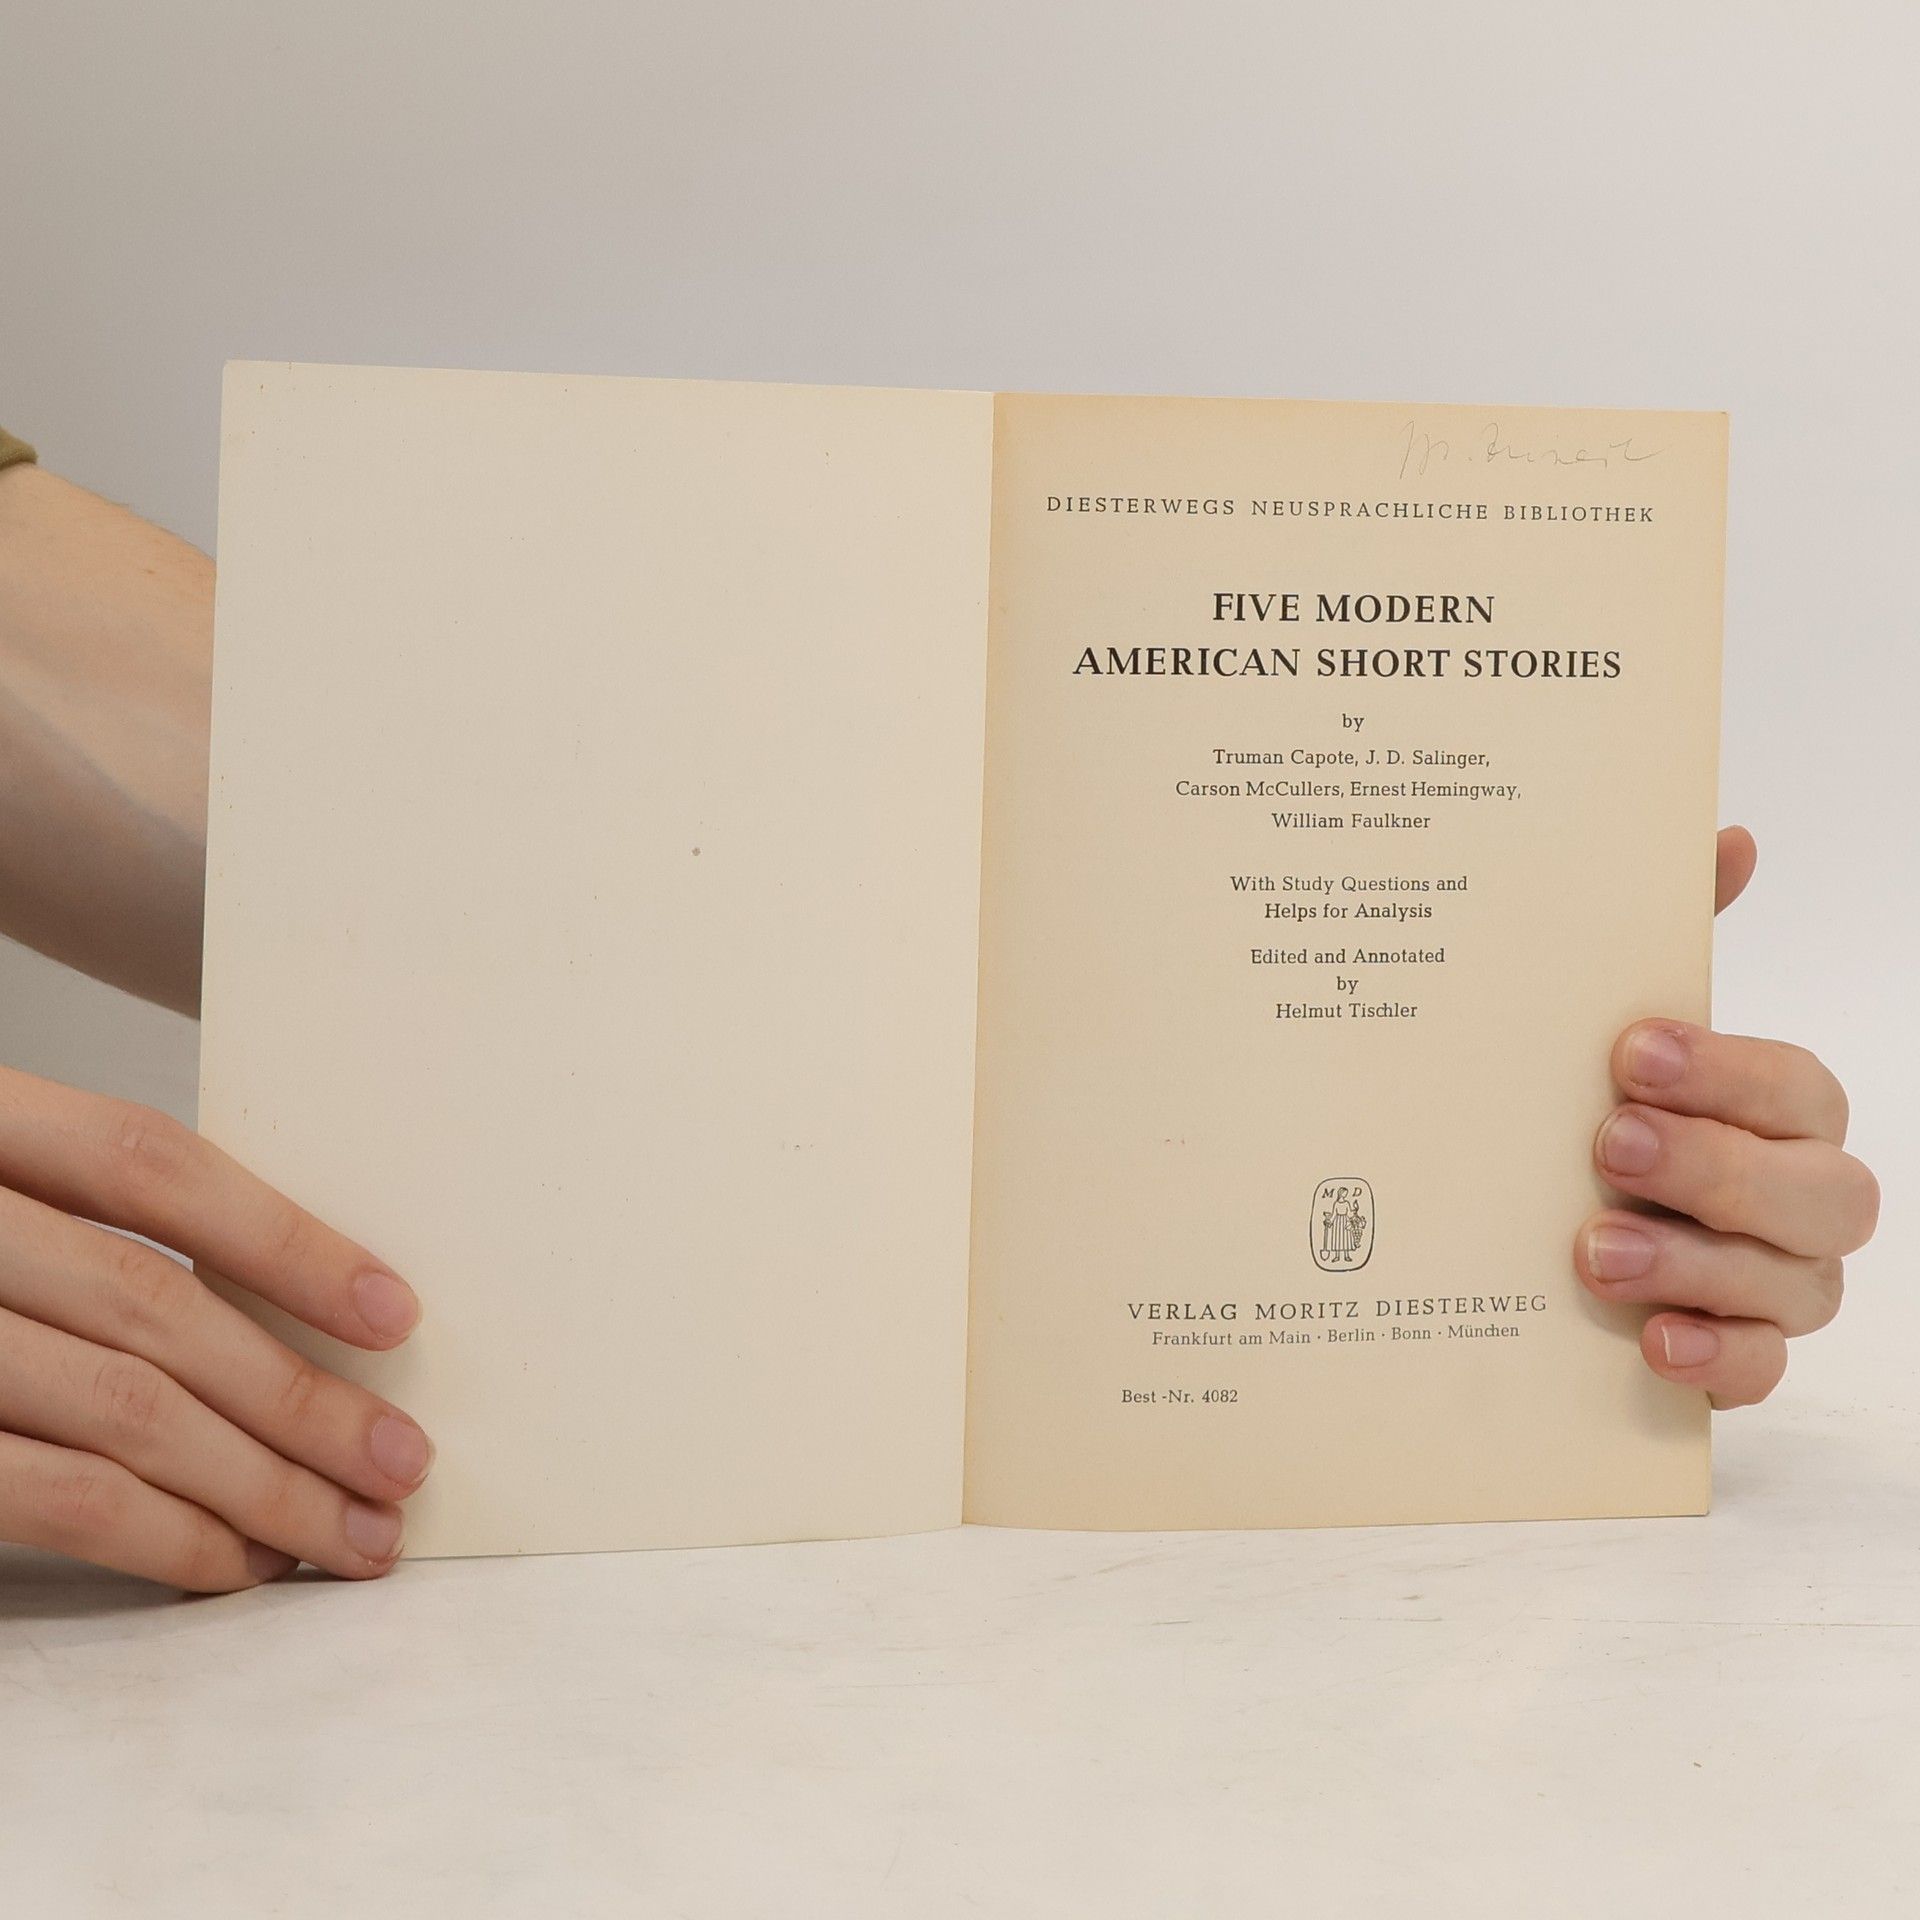 DIESTERWEGS NEUSPRACHLICHE BIBLIOTHEK
FIVE MODERN
AMERICAN SHORT STORIES
by
Truman Capote, J. D. Salinger,
Carson McCullers, Ernest Hemingway,
William Faulkner
With Study Questions and
Helps for Analysis
Edited and Annotated
by
Helmut Tischler
M D
VERLAG MORITZ DIESTERWEG
Frankfurt am Main · Berlin · Bonn · München
Best -Nr. 4082